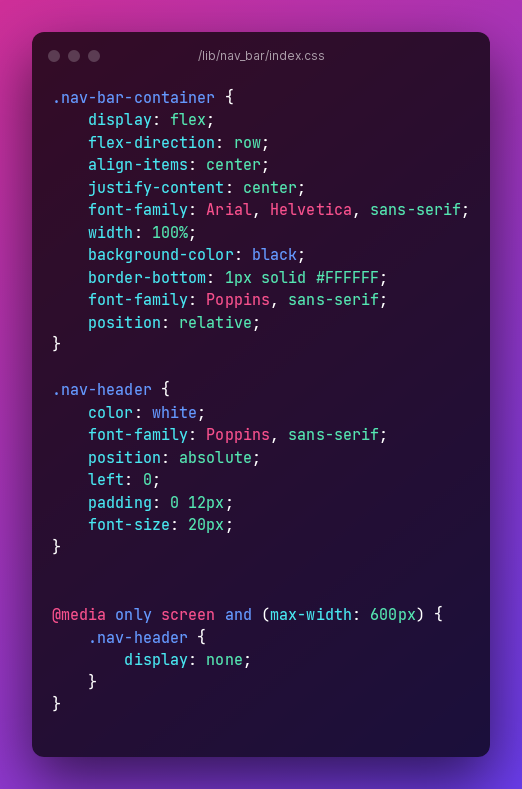 /lib/nav_bar/index.css
.nav-bar-container {
    display: flex;
    flex-direction: row;
    align-items: center;
    justify-content: center;
    font-family: Arial, Helvetica, sans-serif;
    width: 100%;
    background-color: black;
    border-bottom: 1px solid #FFFFFF;
    font-family: Poppins, sans-serif;
    position: relative;
}

.nav-header {
    color: white;
    font-family: Poppins, sans-serif;
    position: absolute;
    left: 0;
    padding: 0 12px;
    font-size: 20px;
}


@media only screen and (max-width: 600px) {
    .nav-header {
        display: none;
    }
}